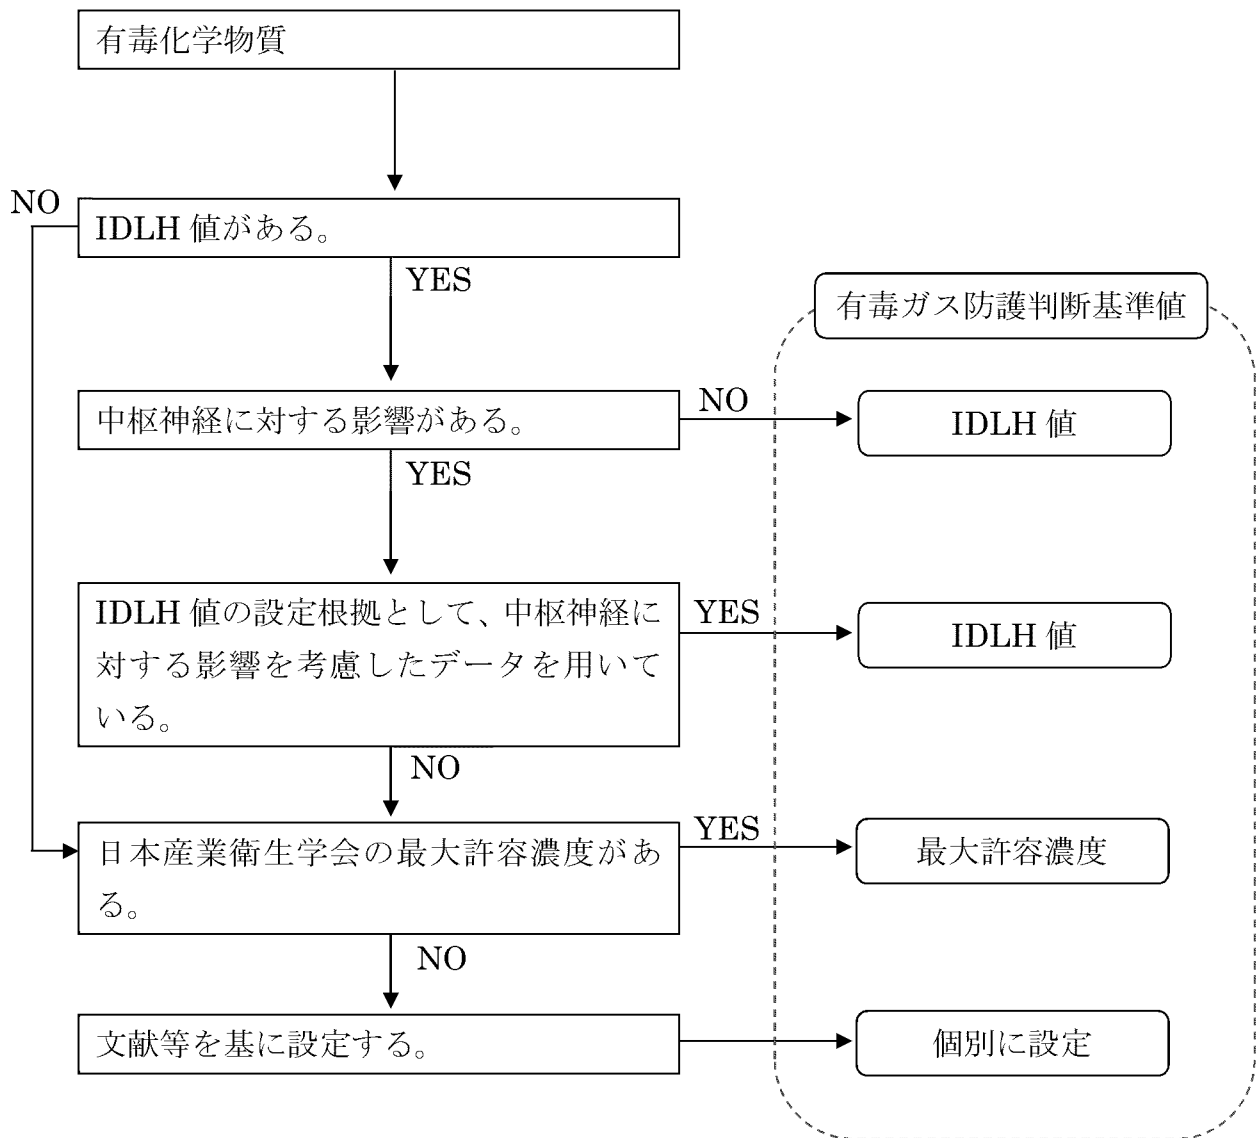 有毒化学物質
NO
IDLH 値がある。
YES
有毒ガス防護判断基準値
中枢神経に対する影響がある。
NO
IDLH 値
YES
IDLH 値の設定根拠として、中枢神経に
対する影響を考慮したデータを用いて
いる。
YES
IDLH 値
NO
日本産業衛生学会の最大許容濃度があ
る。
YES
最大許容濃度
NO
文献等を基に設定する。
個別に設定